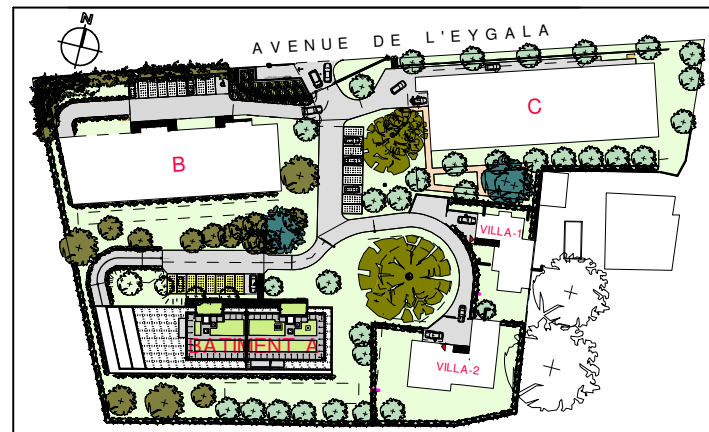 N
AVENUE DE L'EYGALA
C
B
VILLA-1
BATIMENT A
VILLA-2